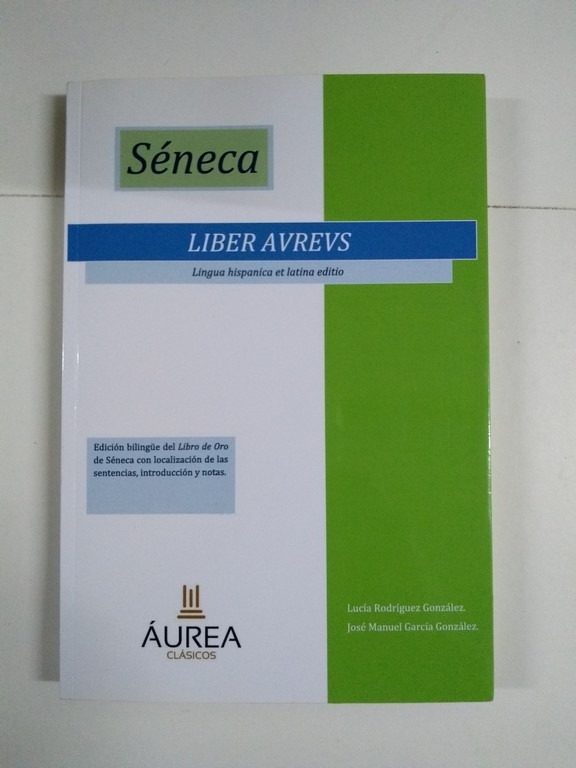 Séneca
LIBER AVREVS
Lingua hispanica et latina editio
Edición bilingüe del Libro de Oro
de Séneca con localización de las
sentencias, introducción y notas.
ÁUREA
CLÁSICOS
Lucía Rodríguez González.
José Manuel García González.